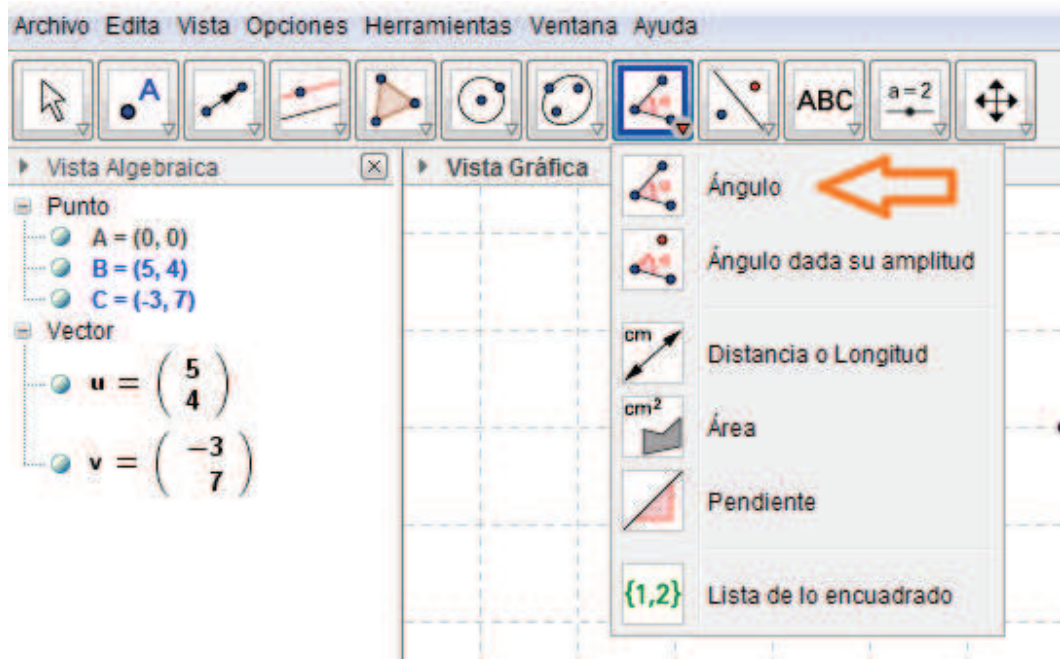 Archivo Edita Vista Opciones Herramientas Ventana Ayuda
A
ABC
a = 2
Vista Algebraica
Vista Gráfica
Punto
A = (0, 0)
B = (5, 4)
C = (-3, 7)
Vector
u = ( 5
4 )
v = ( −3
7 )
Ángulo
Ángulo dada su amplitud
cm
Distancia o Longitud
cm²
Área
Pendiente
{1,2}
Lista de lo encuadrado